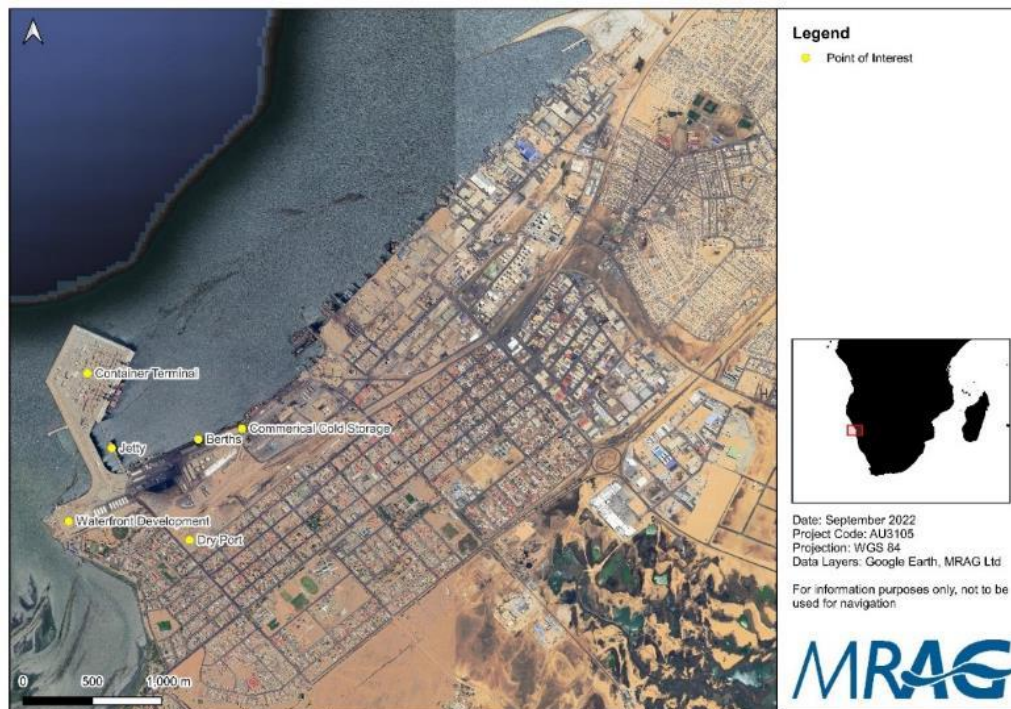 Legend
Point of Interest
Container Terminal
Commerical Cold Storage
Berths
Jetty
Waterfront Development
Dry Port
0 500 1,000 m
Date: September 2022
Project Code: AU3105
Projection: WGS 84
Data Layers: Google Earth, MRAG Ltd
For information purposes only, not to be
used for navigation
MRAG